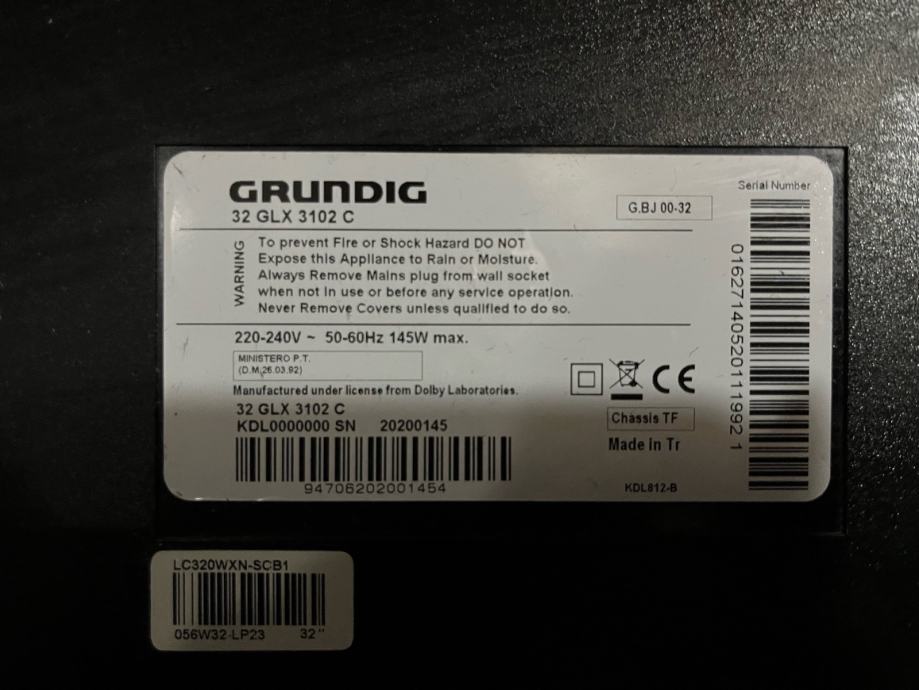 GRUNDIG
32 GLX 3102 C
G.BJ 00-32
Serial Number
WARNING
To prevent Fire or Shock Hazard DO NOT
Expose this Appliance to Rain or Moisture.
Always Remove Mains plug from wall socket
when not in use or before any service operation.
Never Remove Covers unless qualified to do so.
220-240V ~ 50-60Hz 145W max.
MINISTERO P.T.
(D.M,26.03.92)
Manufactured under license from Dolby Laboratories.
32 GLX 3102 C
KDL0000000 SN 20200145
94706202001454
CE
Chassis TF
Made in Tr
KDL812-B
01627140520111992 1
LC320WXN-SCB1
056W32-LP23 32"